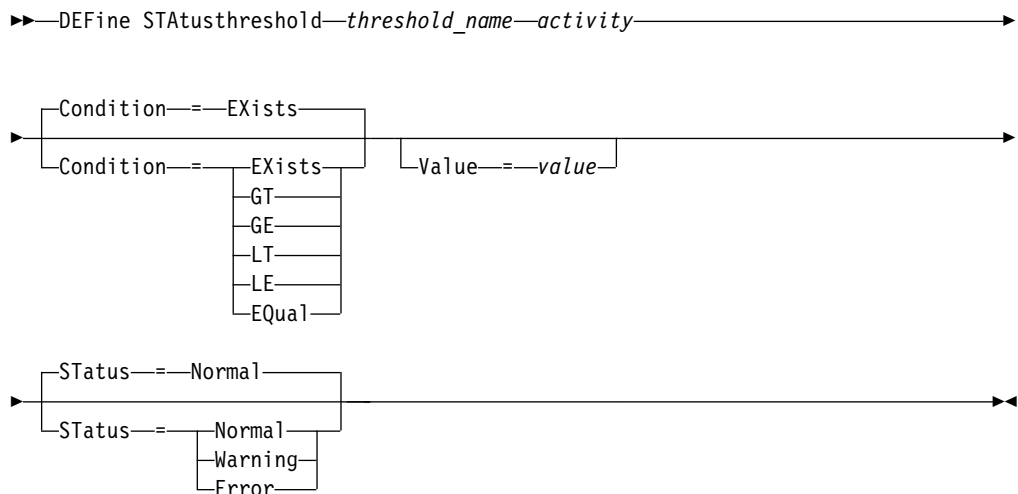 DEFine STAtusthreshold threshold_name activity
Condition = EXists
Condition = EXists
GT
GE
LT
LE
EQual
Value = value
STatus = Normal
STatus = Normal
Warning
Error